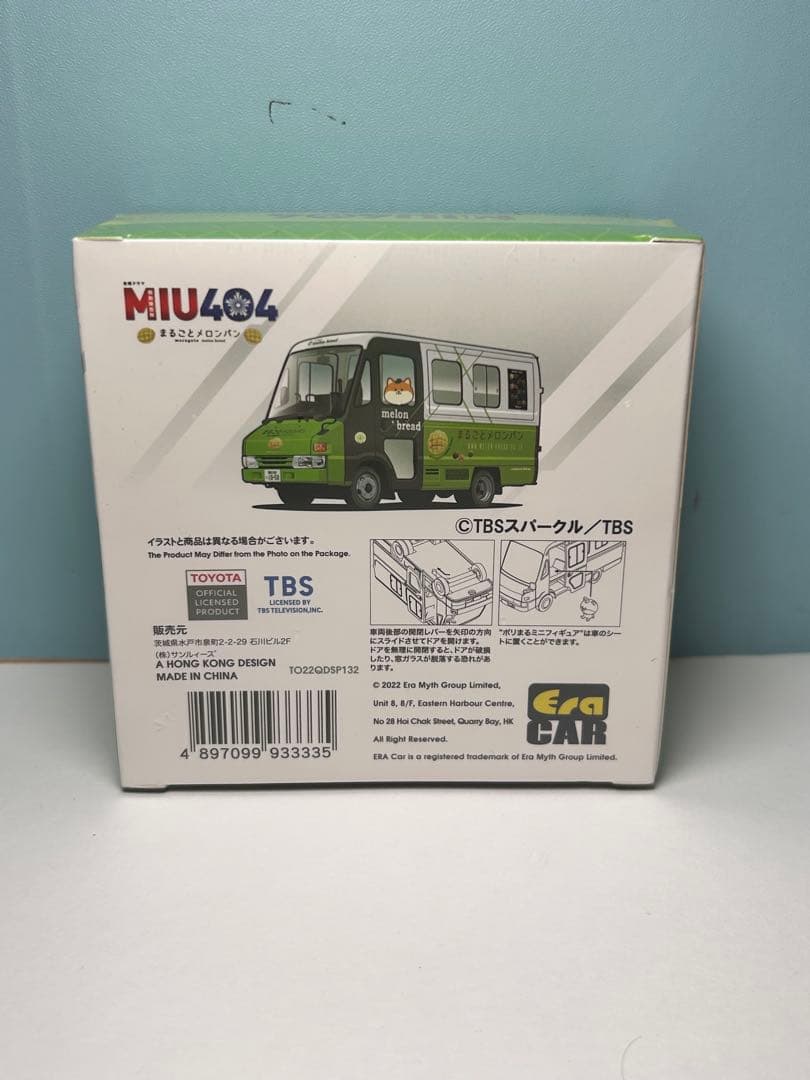 金曜ドラマ
MIU404
まるごとメロンパン
marugoto melon bread
melon bread
melon
bread
まるごとメロンパン
©TBSスパークル/TBS
イラストと商品は異なる場合がございます。
The Product May Differ from the Photo on the Package.
TOYOTA
OFFICIAL
LICENSED
PRODUCT
TBS
LICENSED BY
TBS TELEVISION,INC.
車両後部の開閉レバーを矢印の方向
にスライドさせてドアを開けます。
ドアを無理に開閉すると、ドアが破損
したり、窓ガラスが脱落する恐れがあ
ります。
"ポリまるミニフィギュア"は車のシー
トに置くことができます。
販売元
茨城県水戸市泉町2-2-29 石川ビル2F
(株)サンルィーズ
A HONG KONG DESIGN
MADE IN CHINA
TO22QDSP132
4 897099 933335
© 2022 Era Myth Group Limited,
Unit 8, 8/F, Eastern Harbour Centre,
No 28 Hoi Chak Street, Quarry Bay, HK
All Right Reserved.
ERA Car is a registered trademark of Era Myth Group Limited.
Era
CAR